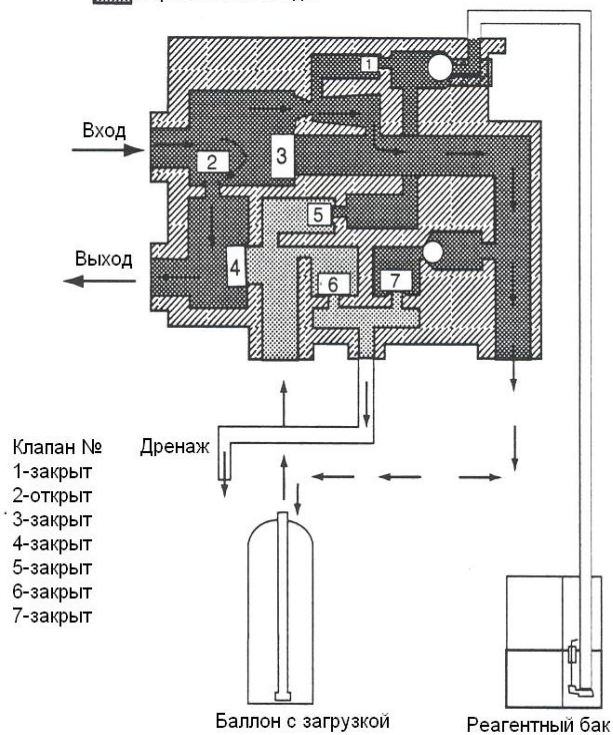 1
Вход
2
3
5
Выход
4
6
7
Клапан №
Дренаж
1-закрыт
2-открыт
3-закрыт
4-закрыт
5-закрыт
6-закрыт
7-закрыт
Баллон с загрузкой
Реагентный бак